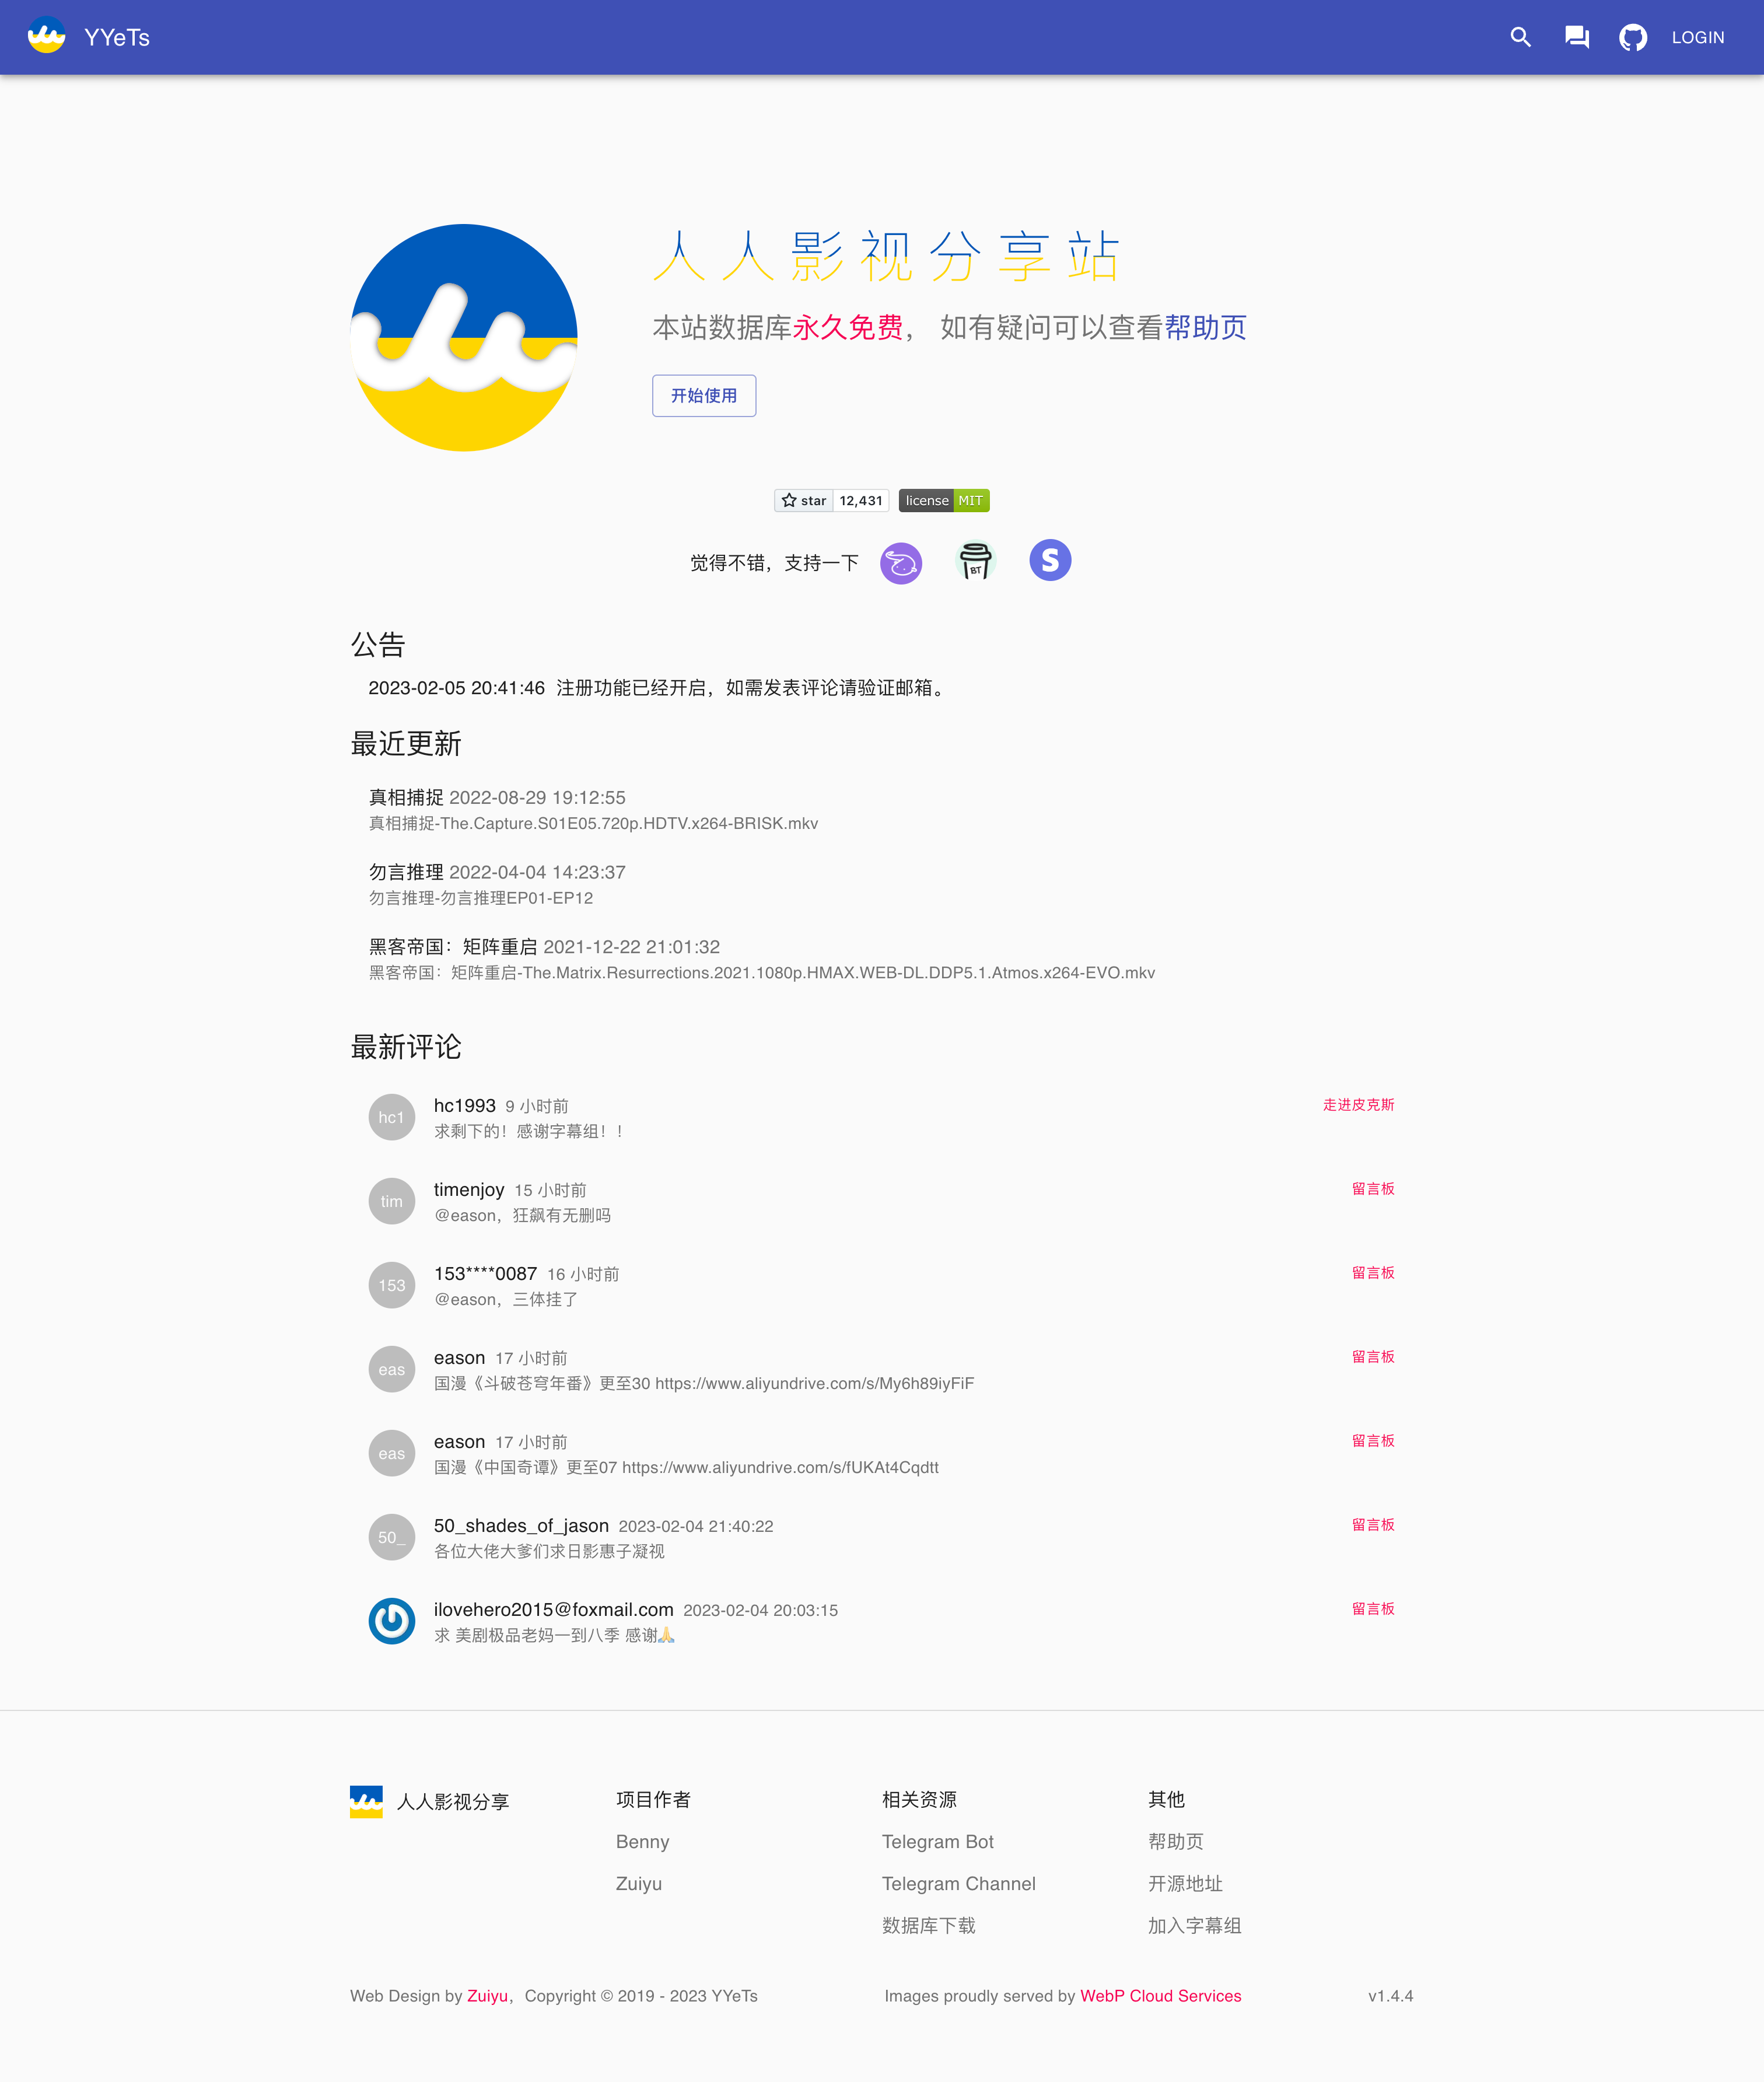 YYeTs
LOGIN
人人影视分享站
本站数据库永久免费， 如有疑问可以查看帮助页
开始使用
star 12,431 license MIT
觉得不错，支持一下 BT S
公告
2023-02-05 20:41:46 注册功能已经开启，如需发表评论请验证邮箱。
最近更新
真相捕捉 2022-08-29 19:12:55
真相捕捉-The.Capture.S01E05.720p.HDTV.x264-BRISK.mkv
勿言推理 2022-04-04 14:23:37
勿言推理-勿言推理EP01-EP12
黑客帝国：矩阵重启 2021-12-22 21:01:32
黑客帝国：矩阵重启-The.Matrix.Resurrections.2021.1080p.HMAX.WEB-DL.DDP5.1.Atmos.x264-EVO.mkv
最新评论
hc1 hc1993 9 小时前 走进皮克斯
求剩下的！感谢字幕组！！
tim timenjoy 15 小时前 留言板
@eason，狂飙有无删吗
153 153****0087 16 小时前 留言板
@eason，三体挂了
eas eason 17 小时前 留言板
国漫《斗破苍穹年番》更至30 https://www.aliyundrive.com/s/My6h89iyFiF
eas eason 17 小时前 留言板
国漫《中国奇谭》更至07 https://www.aliyundrive.com/s/fUKAt4Cqdtt
50_ 50_shades_of_jason 2023-02-04 21:40:22 留言板
各位大佬大爹们求日影惠子凝视
ilovehero2015@foxmail.com 2023-02-04 20:03:15 留言板
求 美剧极品老妈一到八季 感谢🙏
人人影视分享
项目作者
Benny
Zuiyu
相关资源
Telegram Bot
Telegram Channel
数据库下载
其他
帮助页
开源地址
加入字幕组
Web Design by Zuiyu，Copyright © 2019 - 2023 YYeTs
Images proudly served by WebP Cloud Services
v1.4.4